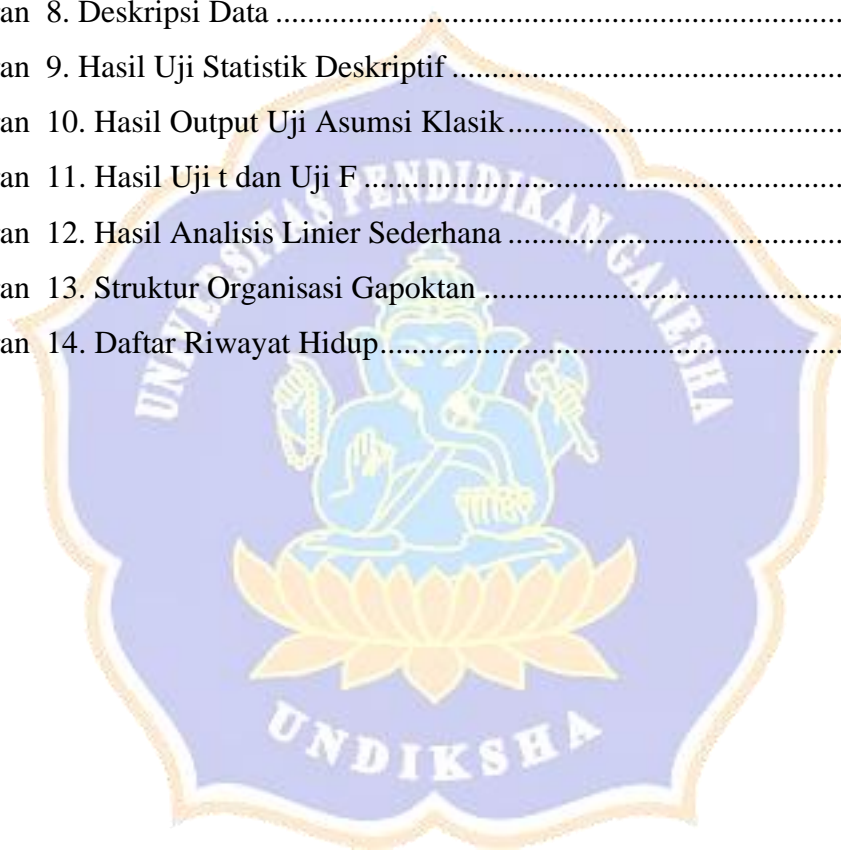 an 8. Deskripsi Data ......................................................................
an 9. Hasil Uji Statistik Deskriptif .................................................
an 10. Hasil Output Uji Asumsi Klasik..........................................
an 11. Hasil Uji t dan Uji F ............................................................
an 12. Hasil Analisis Linier Sederhana ..........................................
an 13. Struktur Organisasi Gapoktan .............................................
an 14. Daftar Riwayat Hidup..........................................................
UNIVERSITAS PENDIDIKAN GANESHA
UNDIKSHA